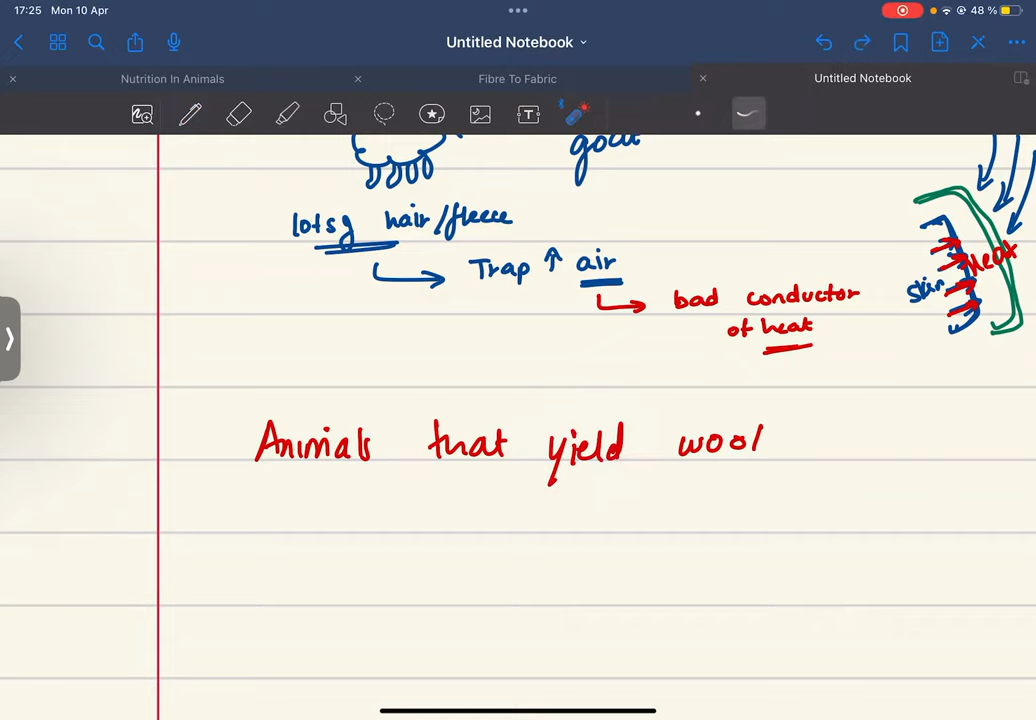 17:25 Mon 10 Apr 48 %
Untitled Notebook
Nutrition In Animals Fibre To Fabric Untitled Notebook
goat
lots of hair/fleece
Trap ↑ air
bad conductor
of heat
skin
Heat
Animals that yield wool